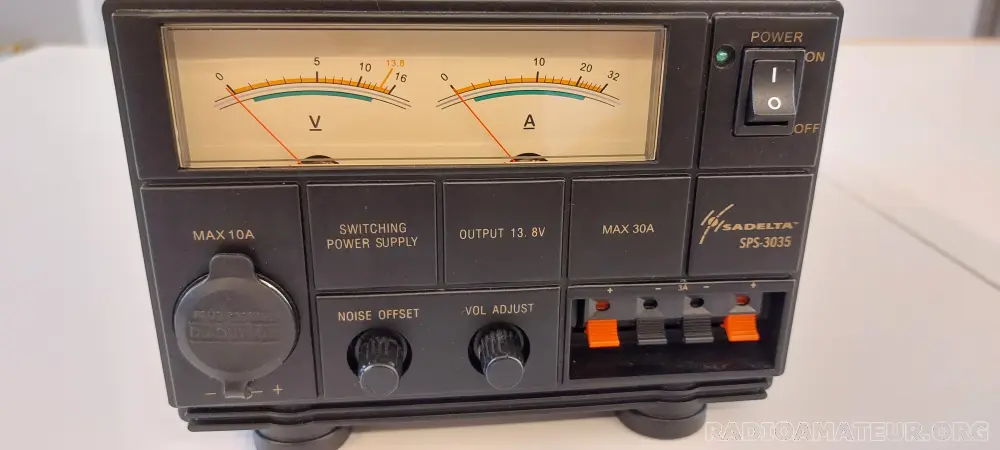 POWER
ON
OFF
0 5 10 13.8 16
V
0 10 20 32
A
MAX 10A
SWITCHING
POWER SUPPLY
OUTPUT 13.8V
MAX 30A
SADELTA™
SPS-3035
NOISE OFFSET
VOL ADJUST
+ - 3A - +
- +
RADIOAMATEUR.ORG